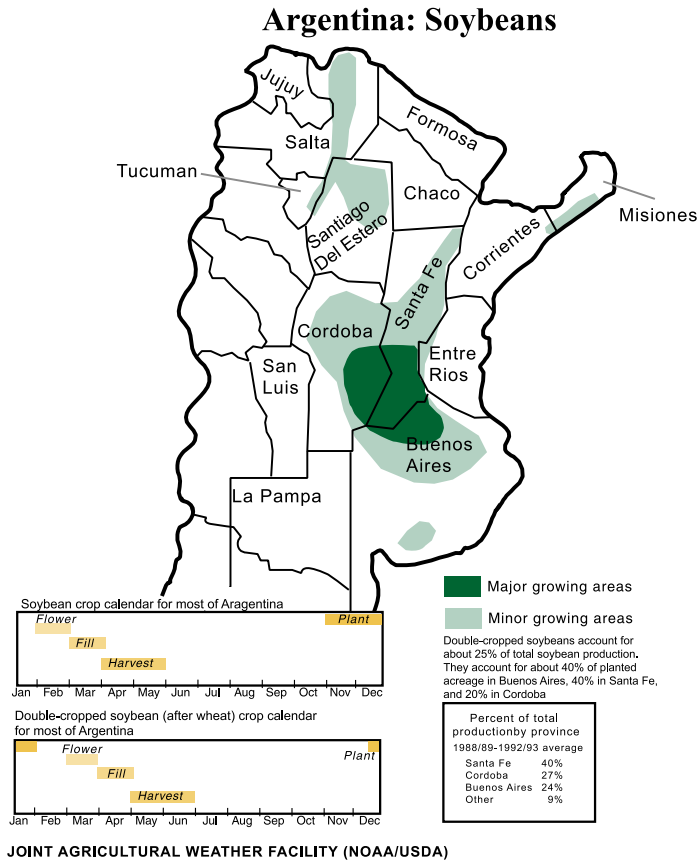 Argentina: Soybeans
Jujuy
Formosa
Salta
Tucuman
Chaco
Misiones
Santiago
Del Estero
Corrientes
Santa Fe
Cordoba
Entre
Rios
San
Luis
Buenos
Aires
La Pampa
Major growing areas
Minor growing areas
Double-cropped soybeans account for
about 25% of total soybean production.
They account for about 40% of planted
acreage in Buenos Aires, 40% in Santa Fe,
and 20% in Cordoba
Soybean crop calendar for most of Aragentina
Flower Plant
Fill
Harvest
Jan Feb Mar Apr May Jun Jul Aug Sep Oct Nov Dec
Double-cropped soybean (after wheat) crop calendar
for most of Argentina
Flower Plant
Fill
Harvest
Jan Feb Mar Apr May Jun Jul Aug Sep Oct Nov Dec
Percent of total
productionby province
1988/89-1992/93 average
Santa Fe 40%
Cordoba 27%
Buenos Aires 24%
Other 9%
JOINT AGRICULTURAL WEATHER FACILITY (NOAA/USDA)